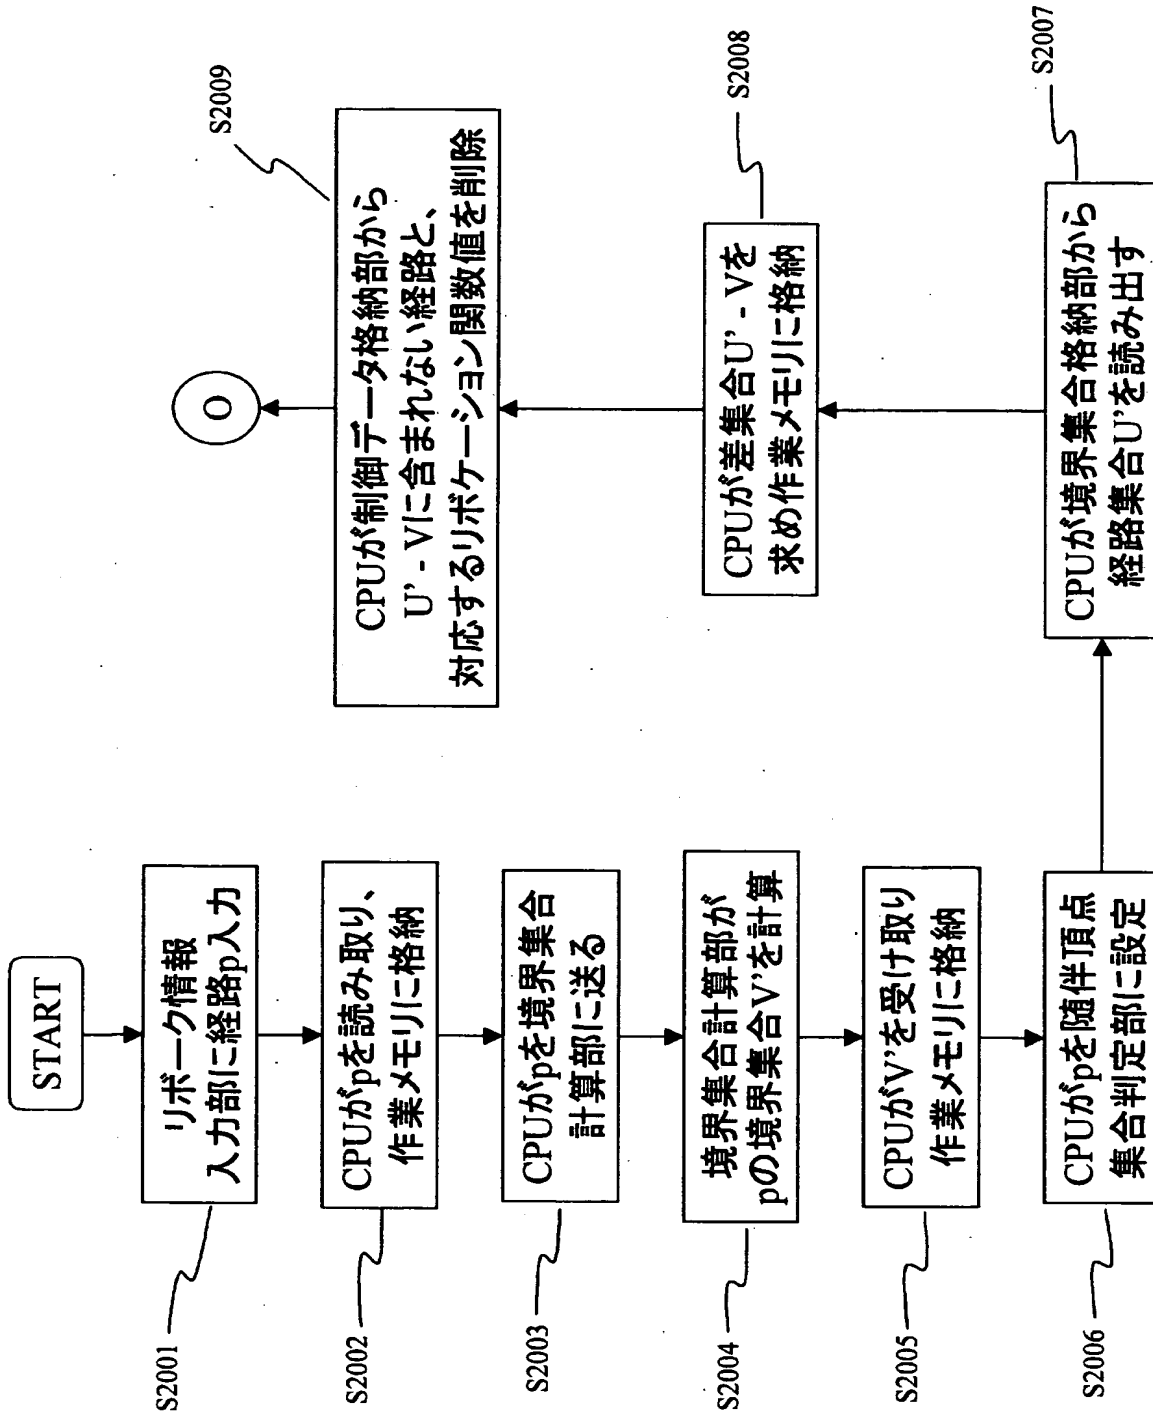 START
リボーク情報
入力部に経路p入力
S2001
CPUがpを読み取り、
作業メモリに格納
S2002
CPUがpを境界集合
計算部に送る
S2003
境界集合計算部が
pの境界集合V'を計算
S2004
CPUがV'を受け取り
作業メモリに格納
S2005
CPUがpを随伴頂点
集合判定部に設定
S2006
CPUが境界集合格納部から
経路集合U'を読み出す
S2007
CPUが差集合U' - Vを
求め作業メモリに格納
S2008
CPUが制御データ格納部から
U' - Vに含まれない経路と、
対応するリボケーション関数値を削除
S2009
O